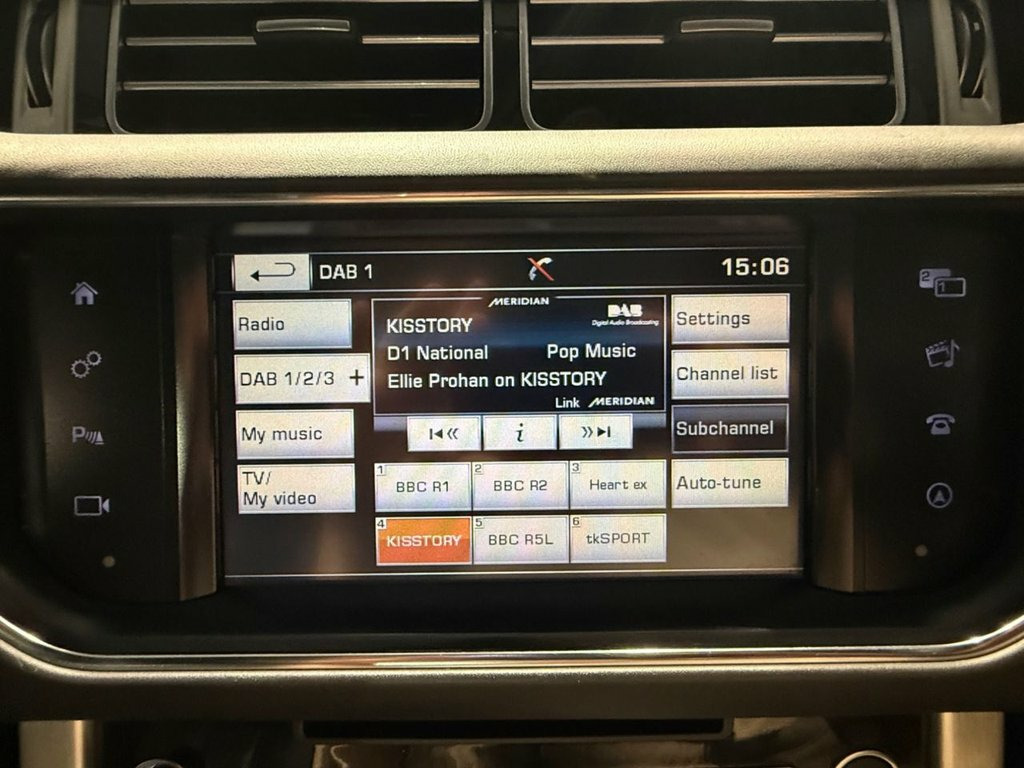 DAB 1
15:06
Radio
DAB 1/2/3 +
My music
TV/
My video
MERIDIAN
KISSTORY
DAB
Digital Audio Broadcasting
D1 National Pop Music
Ellie Prohan on KISSTORY
Link MERIDIAN
i
1 BBC R1
2 BBC R2
3 Heart ex
4 KISSTORY
5 BBC R5L
6 tkSPORT
Settings
Channel list
Subchannel
Auto-tune
P
2
1